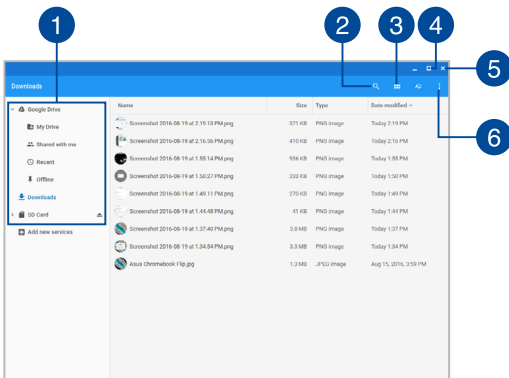 1 2 3 4
5
Downloads
6
Google Drive
My Drive
Shared with me
Recent
Offline
Downloads
SD Card
Add new services
Name Size Type Date modified
Screenshot 2016-08-19 at 2.19.13 PM.png 371 KB PNG image Today 2:19 PM
Screenshot 2016-08-19 at 2.16.56 PM.png 410 KB PNG image Today 2:16 PM
Screenshot 2016-08-19 at 1.55.14 PM.png 936 KB PNG image Today 1:55 PM
Screenshot 2016-08-19 at 1.50.27 PM.png 233 KB PNG image Today 1:50 PM
Screenshot 2016-08-19 at 1.49.11 PM.png 270 KB PNG image Today 1:49 PM
Screenshot 2016-08-19 at 1.44.48 PM.png 41 KB PNG image Today 1:44 PM
Screenshot 2016-08-19 at 1.37.40 PM.png 3.8 MB PNG image Today 1:37 PM
Screenshot 2016-08-19 at 1.34.54 PM.png 3.3 MB PNG image Today 1:34 PM
Asus Chromebook Flip.jpg 1.3 MB JPEG image Aug 15, 2016, 3:59 PM